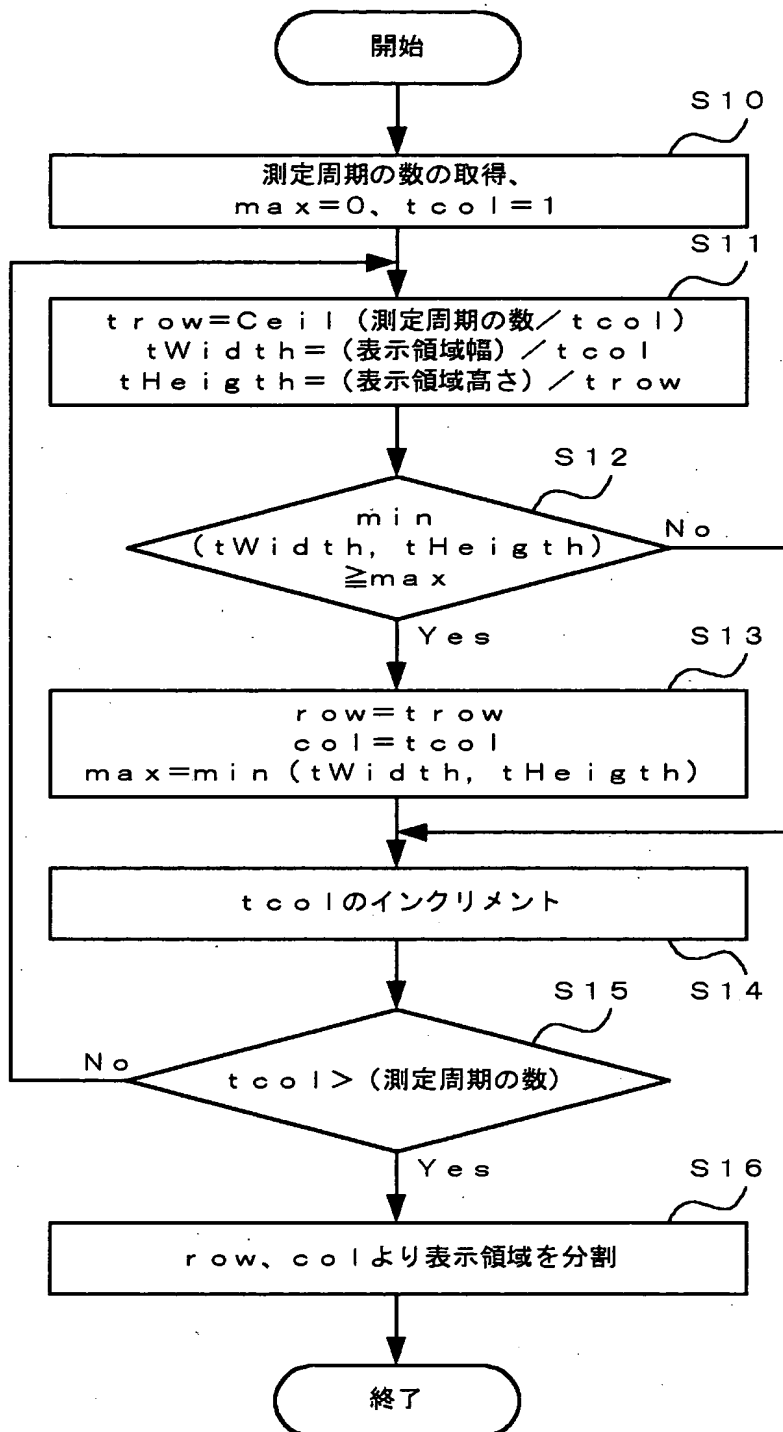 開始
S10
測定周期の数の取得、
max=0、tcol=1
S11
trow=Ceil(測定周期の数/tcol)
tWidth=(表示領域幅)/tcol
tHeigth=(表示領域高さ)/trow
S12
min
(tWidth, tHeigth)
≧max
No
Yes
S13
row=trow
col=tcol
max=min(tWidth, tHeigth)
tcolのインクリメント
S14
S15
No
tcol>(測定周期の数)
Yes
S16
row、colより表示領域を分割
終了